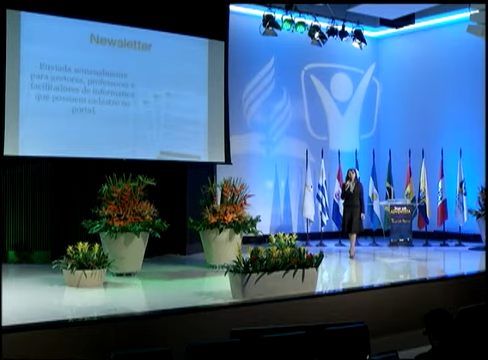 Newsletter
Enviada semanalmente
para gestores, professores e
facilitadores de informática
que possuem cadastro no
portal.